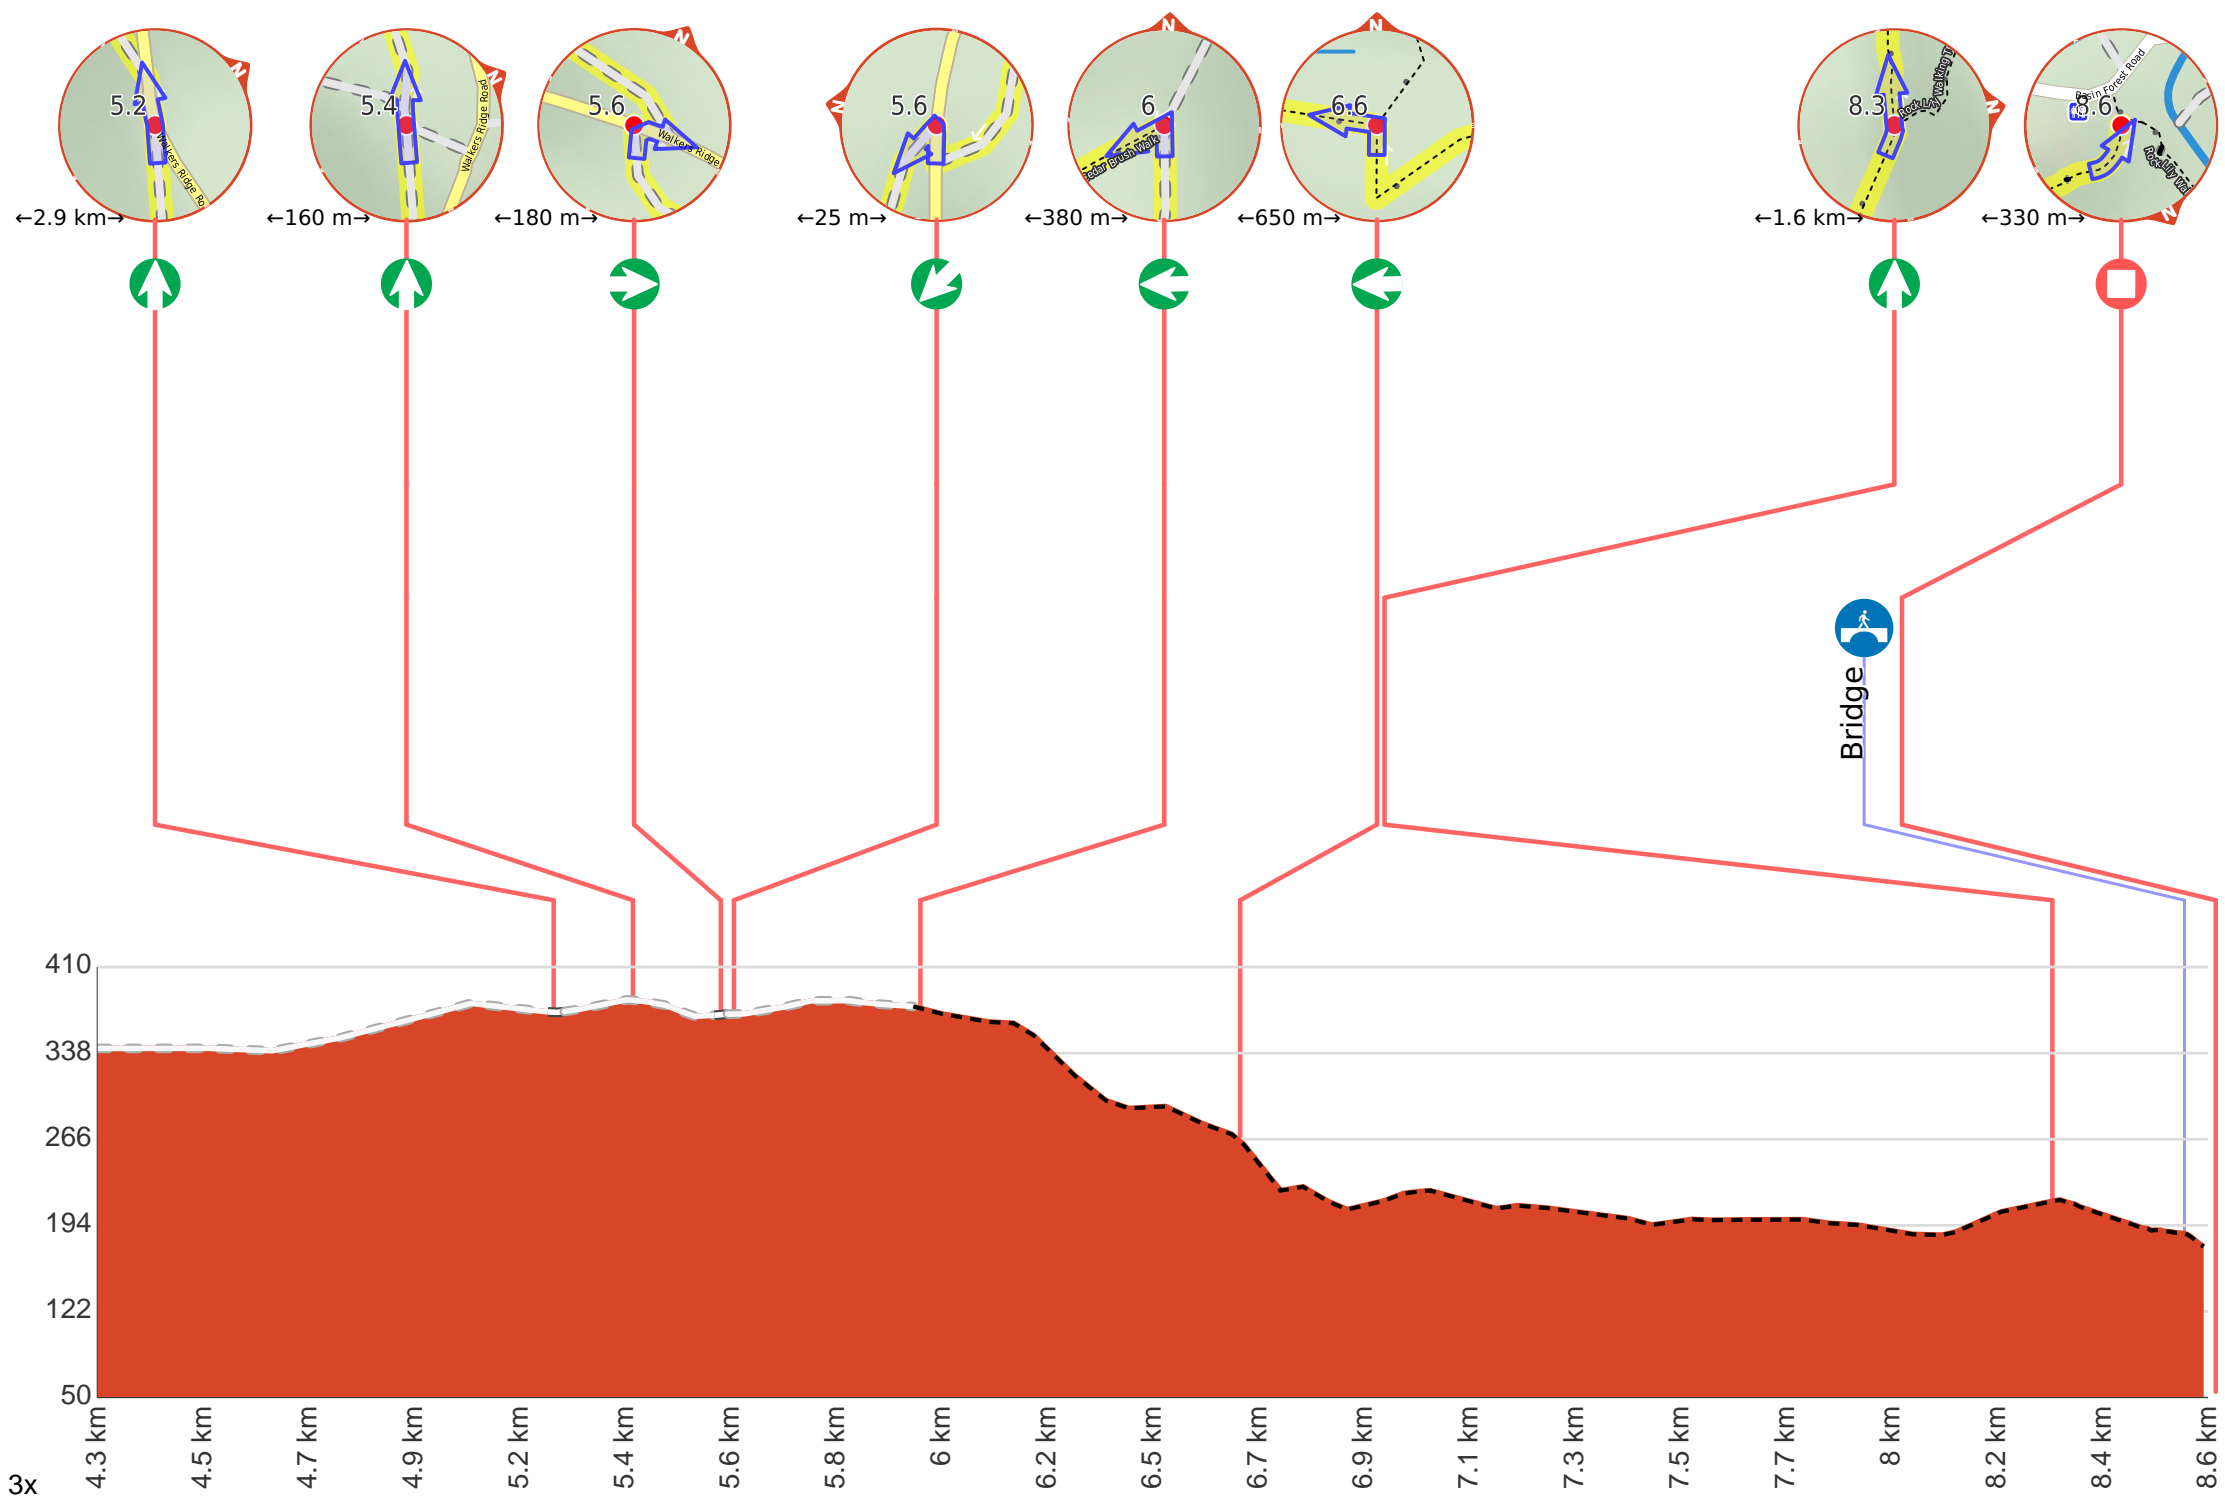 N
N
N
N
N
N
N
N
5.2
5.4
5.6
5.6
6
6.6
8.3
8.6
Walkers Ridge Ro
Walkers Ridge Road
Walkers Ridge
edar Brush Walk
Basin Forest Road
←2.9 km→
←160 m→
←180 m→
←25 m→
←380 m→
←650 m→
←1.6 km→
←330 m→
Bridge
410
338
266
194
122
50
4.3 km
4.5 km
4.7 km
4.9 km
5.2 km
5.4 km
5.6 km
5.8 km
6 km
6.2 km
6.5 km
6.7 km
6.9 km
7.1 km
7.3 km
7.5 km
7.7 km
8 km
8.2 km
8.4 km
8.6 km
3x